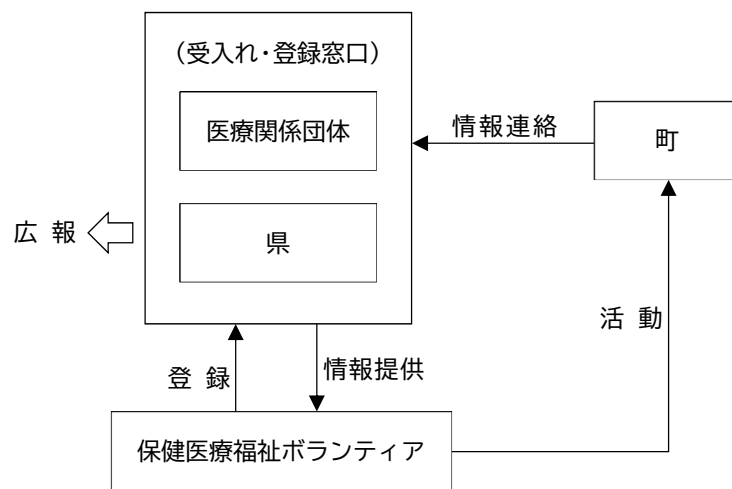 (受入れ・登録窓口)
医療関係団体
県
広 報
情報連絡
町
活 動
登 録
情報提供
保健医療福祉ボランティア